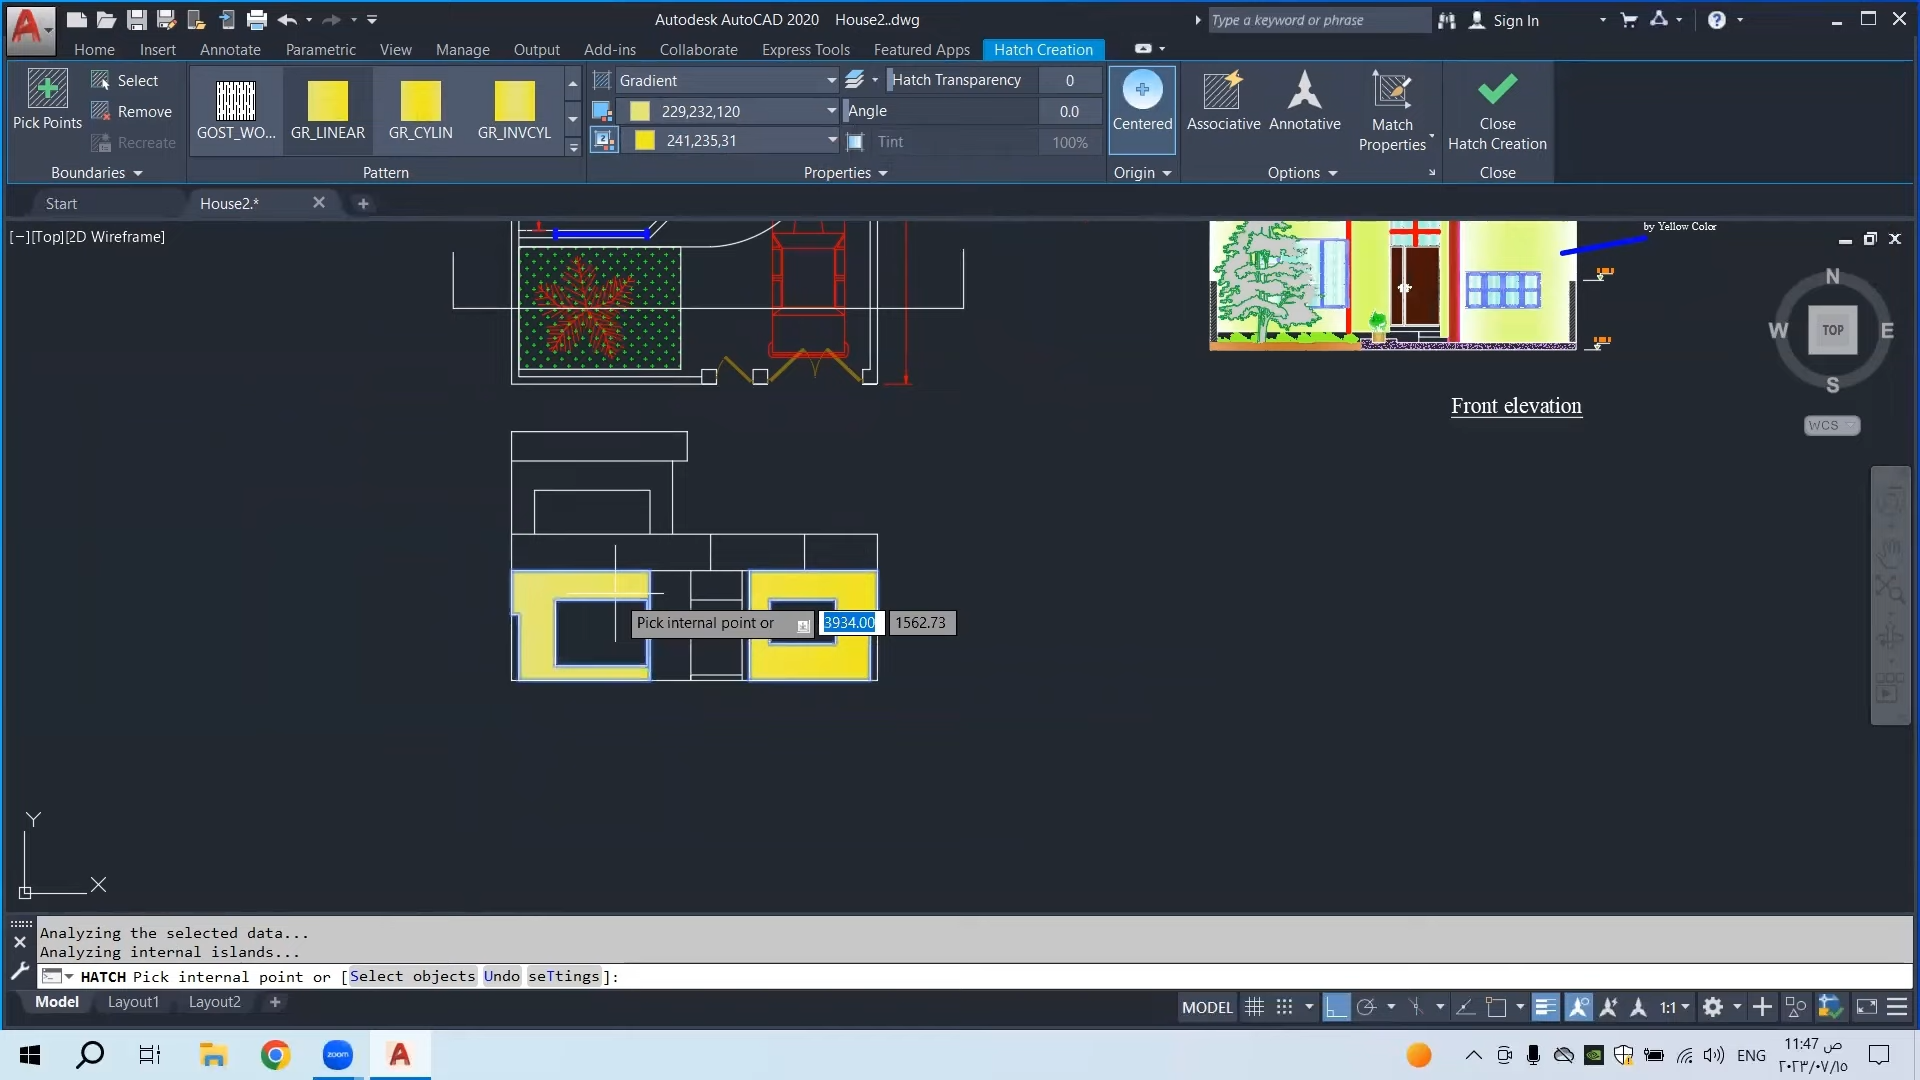 Autodesk AutoCAD 2020 House2..dwg
Type a keyword or phrase
Sign In
Home Insert Annotate Parametric View Manage Output Add-ins Collaborate Express Tools Featured Apps Hatch Creation
Pick Points
Select
Remove
Recreate
Boundaries
GOST_WO... GR_LINEAR GR_CYLIN GR_INVCYL
Pattern
Gradient
229,232,120
241,235,31
Hatch Transparency 0
Angle 0.0
Tint 100%
Properties
Centered
Origin
Associative Annotative Match Properties
Options
Close Hatch Creation
Close
Start House2.*
[−][Top][2D Wireframe]
by Yellow Color
N
W TOP E
S
WCS
Front elevation
Pick internal point or 3934.00 1562.73
Y
X
Analyzing the selected data...
Analyzing internal islands...
HATCH Pick internal point or [Select objects Undo seTtings]:
Model Layout1 Layout2
MODEL 1:1
zoom
ENG
11:47 ص
٢٠٢٣/٠٧/١٥